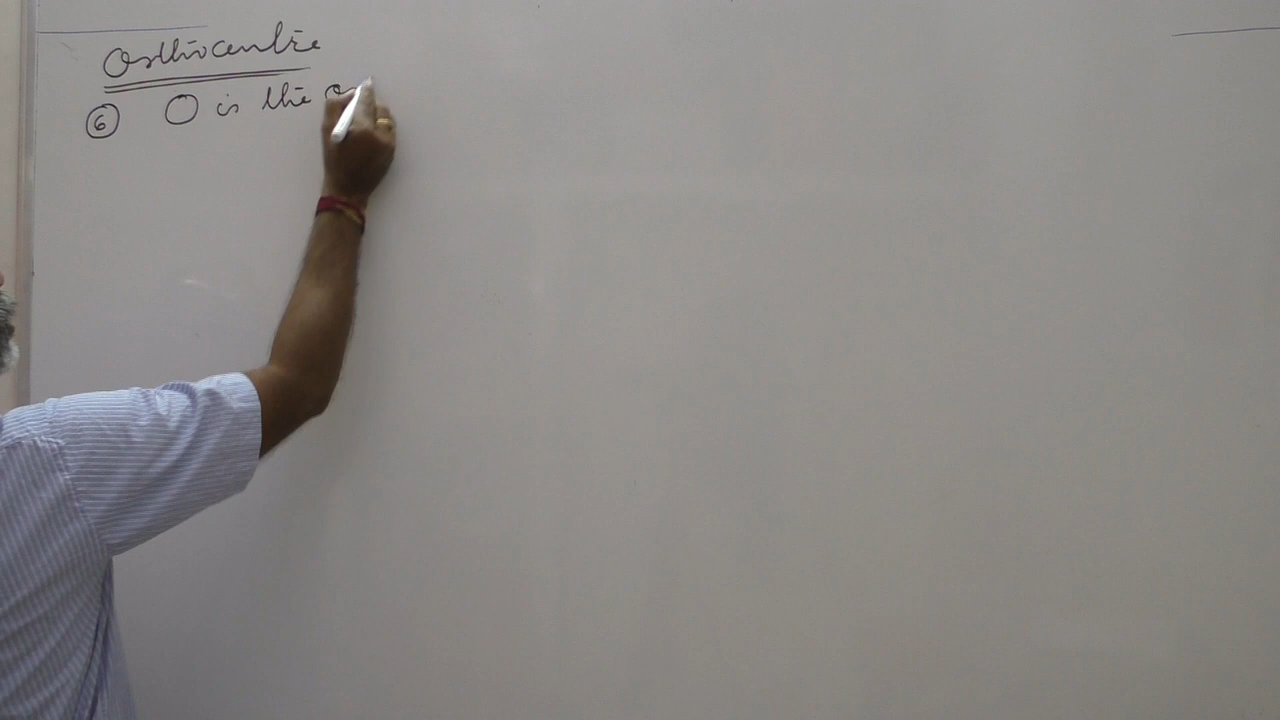 Orthocentre
⑥ O is the o